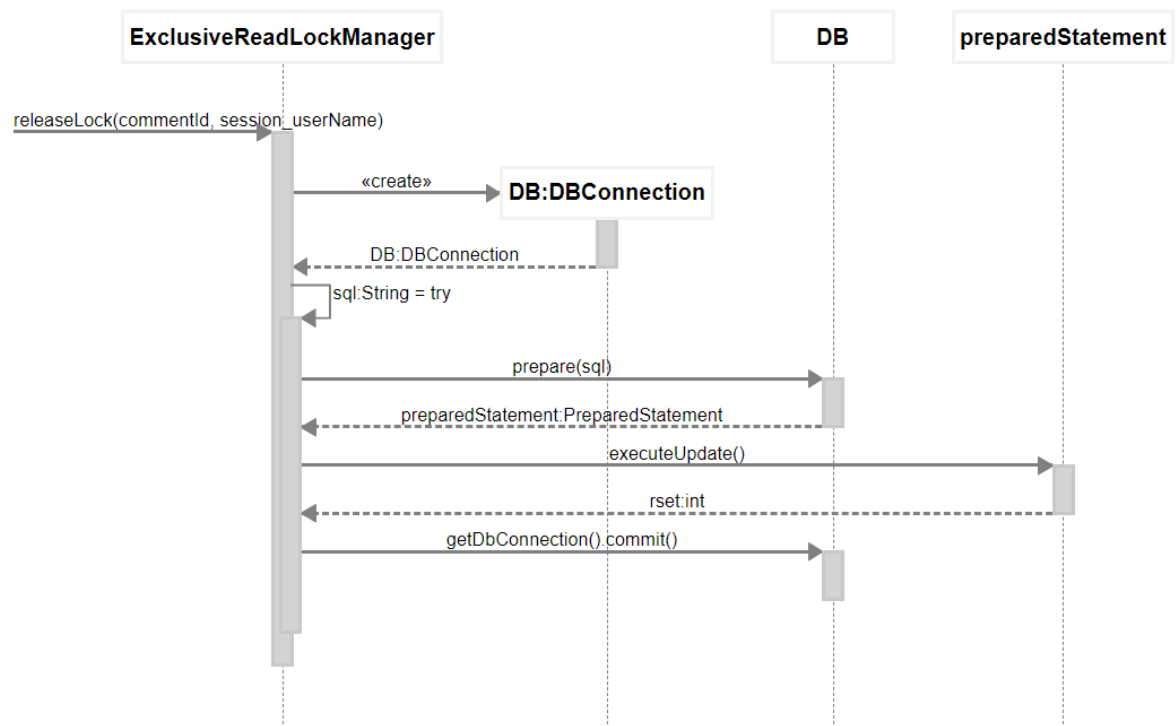 ExclusiveReadLockManager
DB
preparedStatement
releaseLock(commentId, session_userName)
«create»
DB:DBConnection
DB:DBConnection
sql:String = try
prepare(sql)
preparedStatement:PreparedStatement
executeUpdate()
rset:int
getDbConnection().commit()